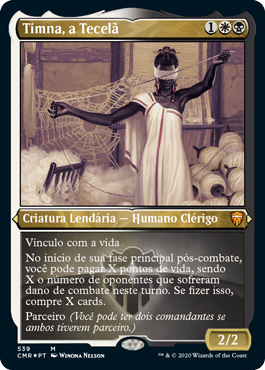 Timna, a Tecelã 1
Criatura Lendária — Humano Clérigo
Vínculo com a vida
No início de sua fase principal pós-combate,
você pode pagar X pontos de vida, sendo
X o número de oponentes que sofreram
dano de combate neste turno. Se fizer isso,
compre X cards.
Parceiro (Você pode ter dois comandantes se
ambos tiverem parceiro.)
2/2
539 M
CMR • PT Winona Nelson
™ & © 2020 Wizards of the Coast